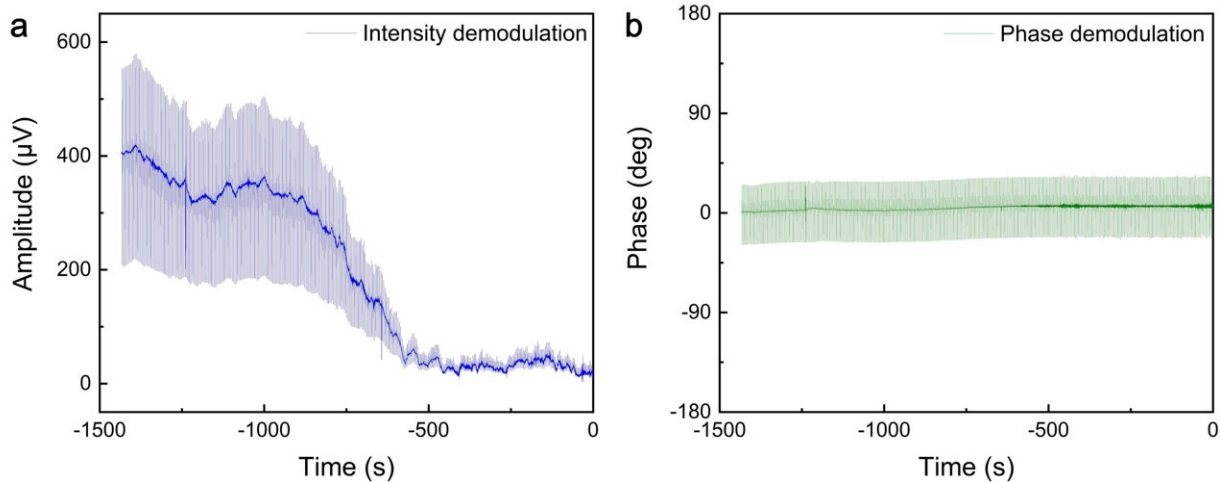 a
Intensity demodulation
600
400
200
0
Amplitude (µV)
-1500
-1000
-500
0
Time (s)
b
Phase demodulation
180
90
0
-90
-180
Phase (deg)
-1500
-1000
-500
0
Time (s)